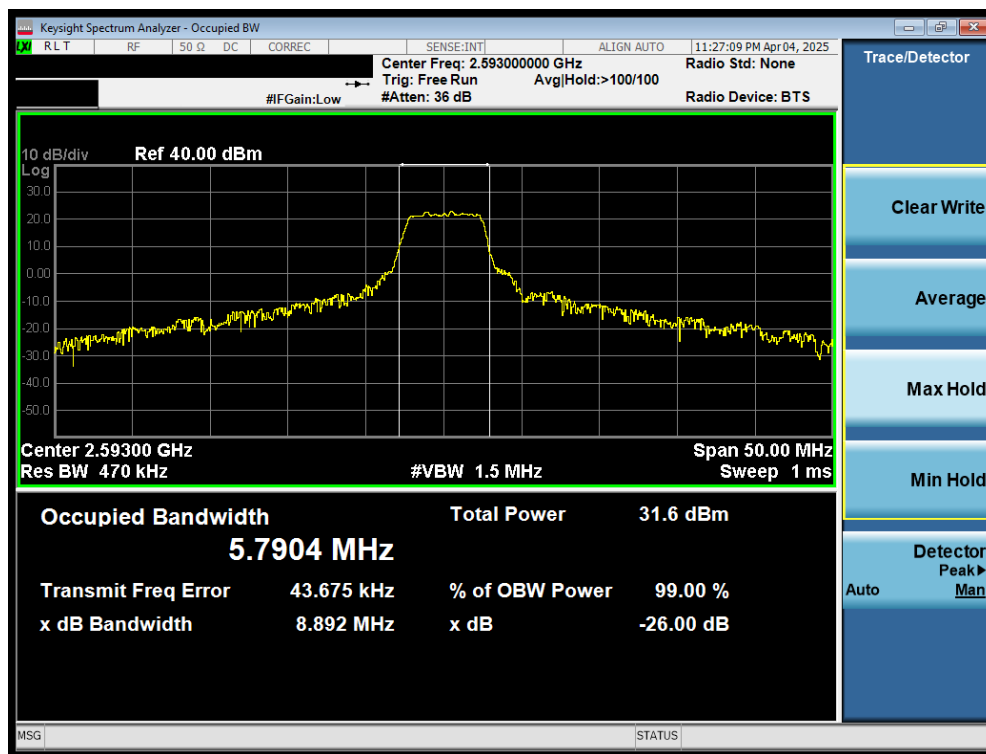 Keysight Spectrum Analyzer - Occupied BW
LXI RLT RF 50 Ω DC CORREC SENSE:INT ALIGN AUTO 11:27:09 PM Apr 04, 2025
Center Freq: 2.593000000 GHz Radio Std: None
Trig: Free Run Avg|Hold:>100/100
#IFGain:Low #Atten: 36 dB Radio Device: BTS
10 dB/div Ref 40.00 dBm
Log
30.0
20.0
10.0
0.00
-10.0
-20.0
-30.0
-40.0
-50.0
Center 2.59300 GHz Span 50.00 MHz
Res BW 470 kHz #VBW 1.5 MHz Sweep 1 ms
Occupied Bandwidth Total Power 31.6 dBm
5.7904 MHz
Transmit Freq Error 43.675 kHz % of OBW Power 99.00 %
x dB Bandwidth 8.892 MHz x dB -26.00 dB
MSG STATUS
Trace/Detector
Clear Write
Average
Max Hold
Min Hold
Detector
Peak▶
Auto Man